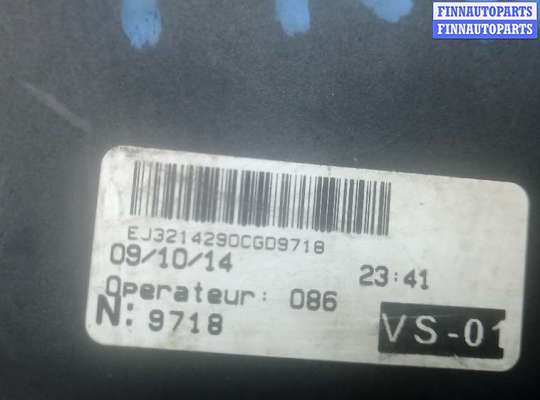 FINNAUTOPARTS
FINNAUTOPARTS
EJ3214290CGD9718
09/10/14 23:41
Operateur: 086
N: 9718
VS-01